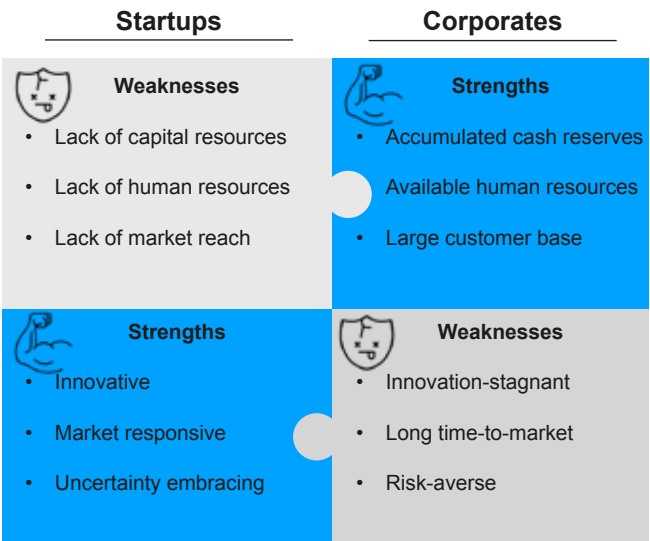 Startups
Corporates
Weaknesses
• Lack of capital resources
• Lack of human resources
• Lack of market reach
Strengths
• Accumulated cash reserves
Available human resources
• Large customer base
Strengths
• Innovative
• Market responsive
• Uncertainty embracing
Weaknesses
• Innovation-stagnant
• Long time-to-market
• Risk-averse